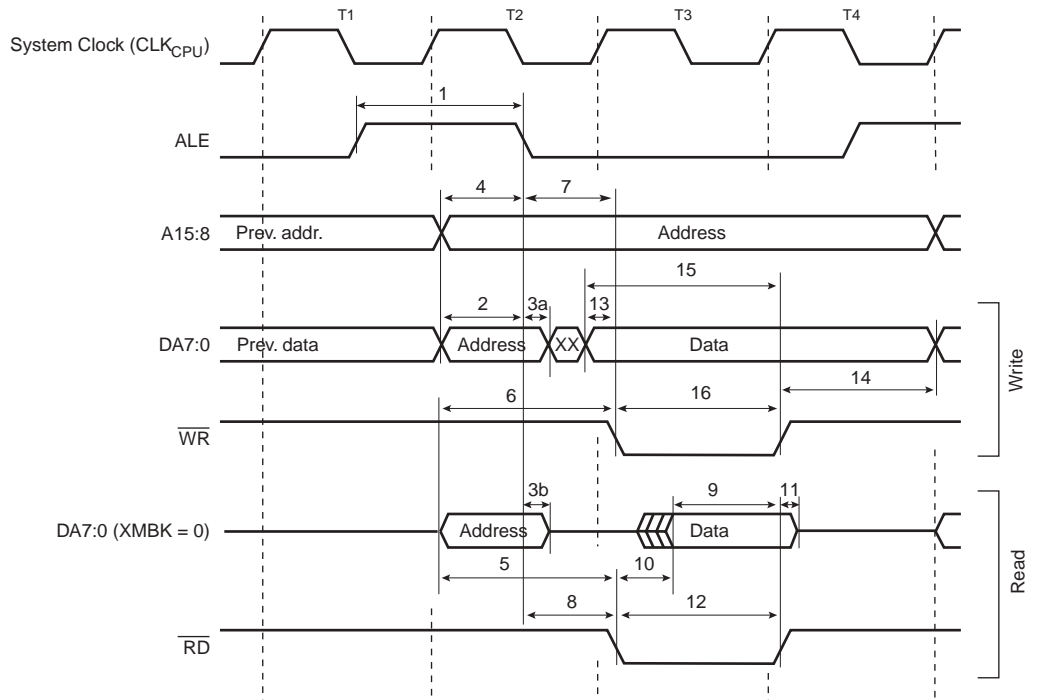 T1 T2 T3 T4
System Clock (CLKCPU)
1
ALE
4 7
A15:8 Prev. addr. Address
15
2 3a 13
DA7:0 Prev. data Address XX Data
14
6 16
WR
Write
3b 9 11
DA7:0 (XMBK = 0) Address Data
5 10
8 12
RD
Read